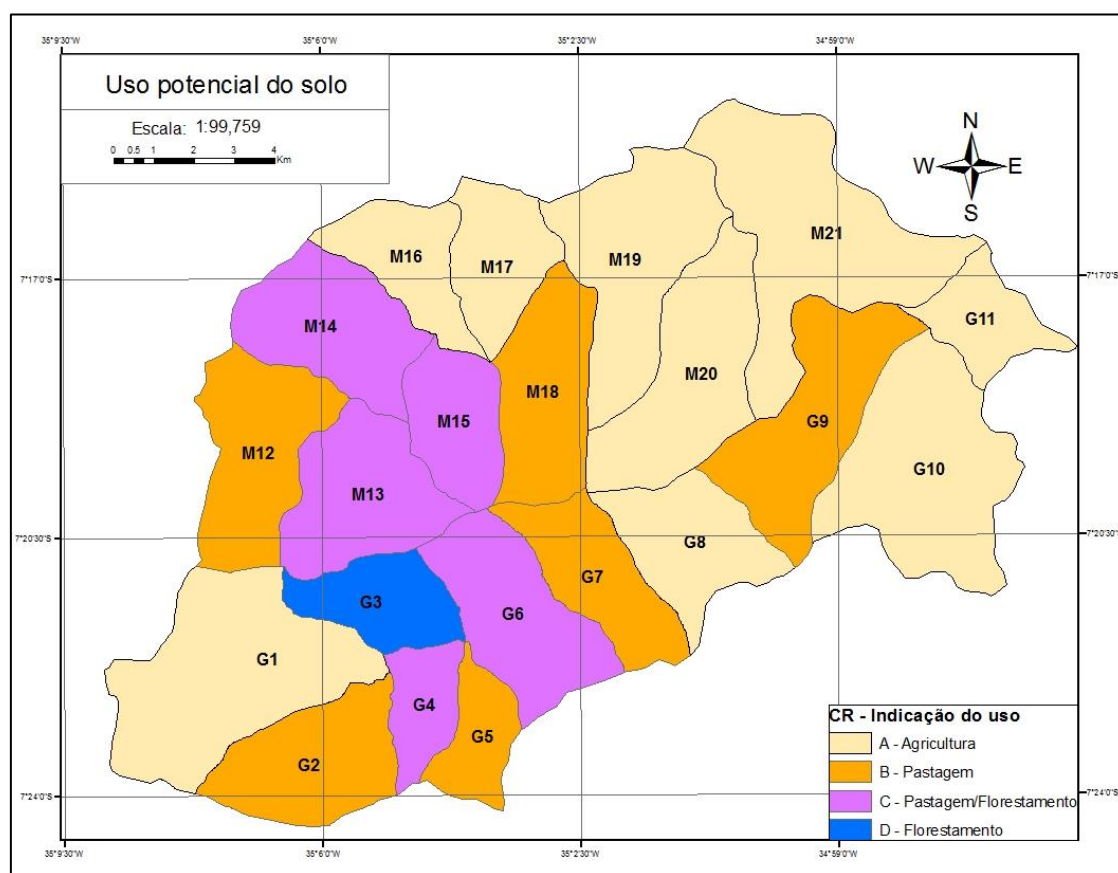 35°9'30"W
35°6'0"W
35°2'30"W
34°59'0"W
Uso potencial do solo
Escala: 1:99,759
0 0.5 1 2 3 4
Km
N
W
E
S
M21
M16
M19
M17
7°17'0"S
7°17'0"S
G11
M14
M20
M18
M15
G9
M12
G10
M13
7°20'30"S
7°20'30"S
G8
G7
G3
G6
G1
G4
CR - Indicação do uso
G5
A - Agricultura
G2
B - Pastagem
7°24'0"S
7°24'0"S
C - Pastagem/Florestamento
D - Florestamento
35°9'30"W
35°6'0"W
35°2'30"W
34°59'0"W